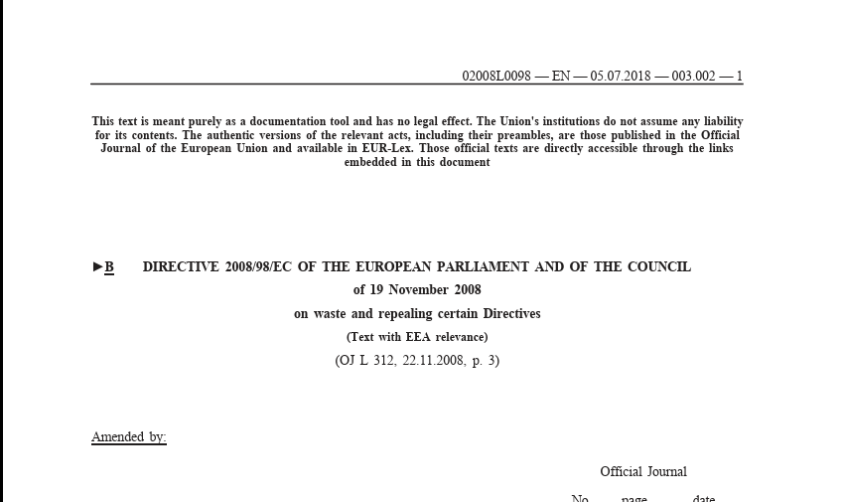 02008L0098 — EN — 05.07.2018 — 003.002 — 1
This text is meant purely as a documentation tool and has no legal effect. The Union's institutions do not assume any liability
for its contents. The authentic versions of the relevant acts, including their preambles, are those published in the Official
Journal of the European Union and available in EUR-Lex. Those official texts are directly accessible through the links
embedded in this document
►B DIRECTIVE 2008/98/EC OF THE EUROPEAN PARLIAMENT AND OF THE COUNCIL
of 19 November 2008
on waste and repealing certain Directives
(Text with EEA relevance)
(OJ L 312, 22.11.2008, p. 3)
Amended by:
Official Journal
No page date